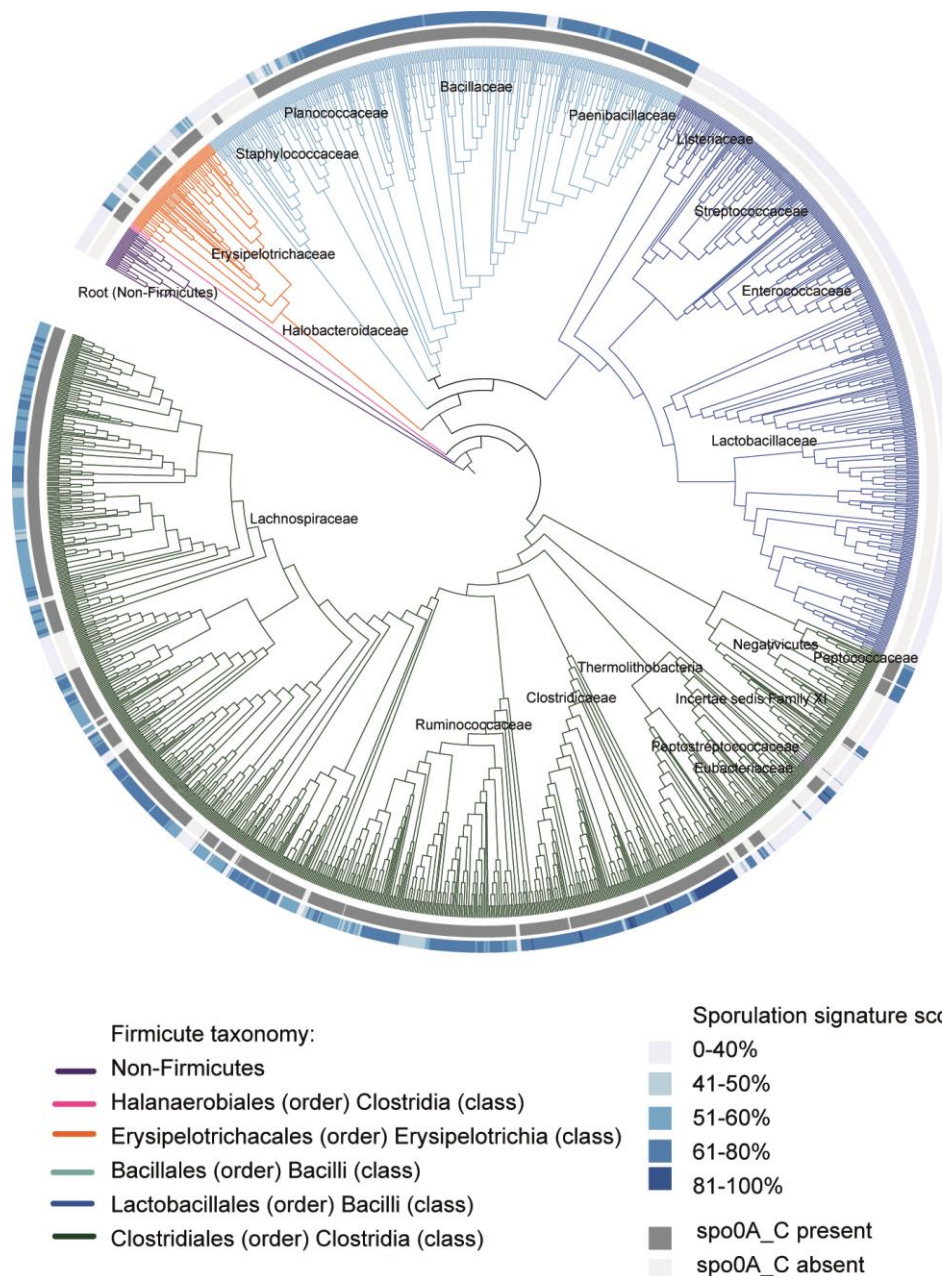 Bacillaceae
Planococcaceae
Paenibacillaceae
Listeriaceae
Staphylococcaceae
Streptococcaceae
Erysipelotrichaceae
Root (Non-Firmicutes)
Enterococcaceae
Halobacteroidaceae
Lactobacillaceae
Lachnospiraceae
Negativicutes
Peptococcaceae
Thermolithobacteria
Clostridicaeae
Incertae sedis Family XI
Ruminococcaceae
Peptostreptococcaceae
Eubacteriaceae
Firmicute taxonomy:
Non-Firmicutes
Halanaerobiales (order) Clostridia (class)
Erysipelotrichacales (order) Erysipelotrichia (class)
Bacillales (order) Bacilli (class)
Lactobacillales (order) Bacilli (class)
Clostridiales (order) Clostridia (class)
Sporulation signature sco
0-40%
41-50%
51-60%
61-80%
81-100%
spo0A_C present
spo0A_C absent